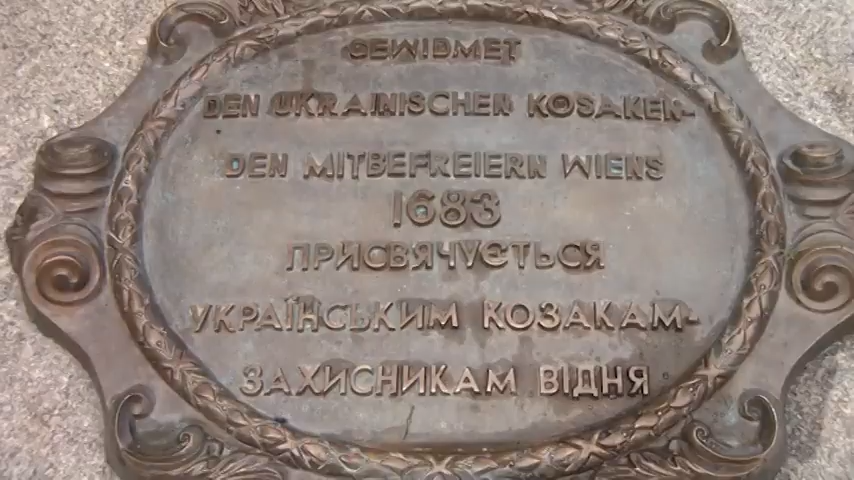 GEWIDMET
DEN UKRAINISCHEN KOSAKEN-
DEN MITBEFREIERN WIENS
1683
ПРИСВЯЧУЄТЬСЯ
УКРАЇНСЬКИМ КОЗАКАМ-
ЗАХИСНИКАМ ВІДНЯ